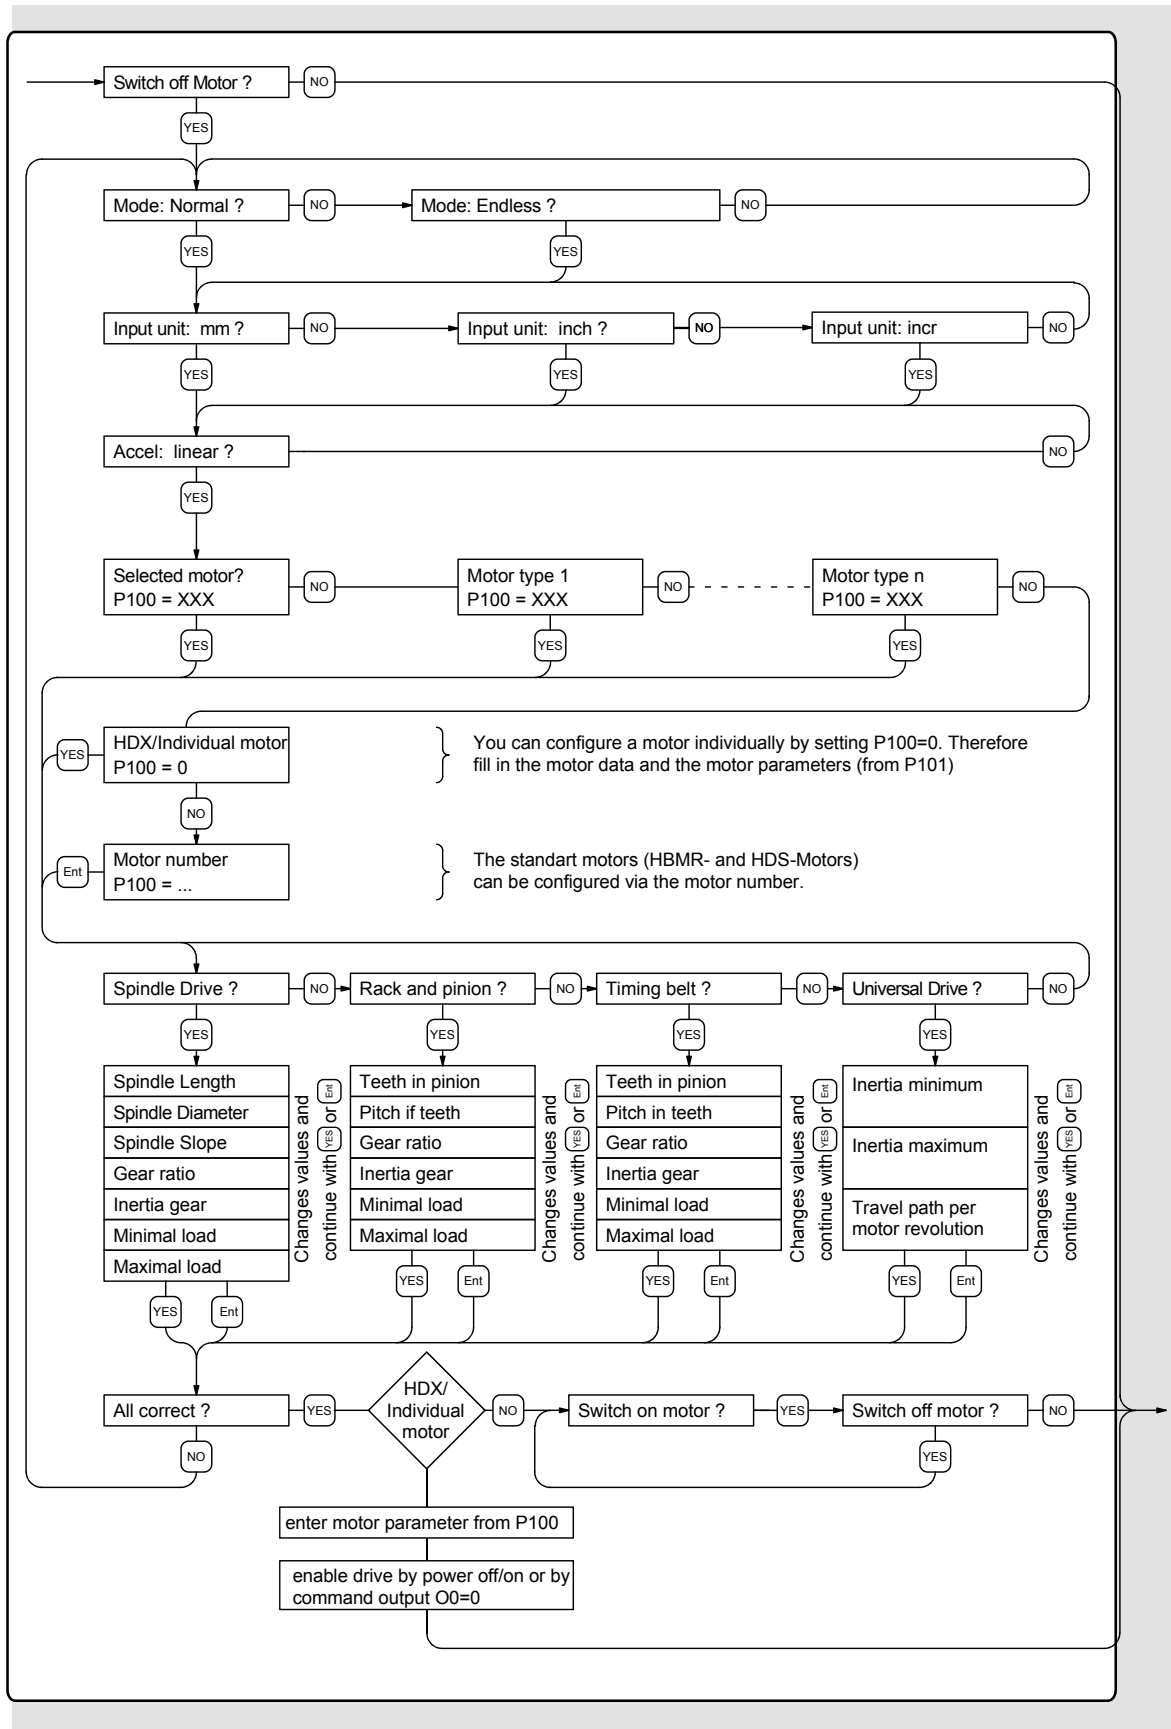 Switch off Motor ?
NO
YES
Mode: Normal ?
NO
Mode: Endless ?
NO
YES
YES
Input unit: mm ?
NO
Input unit: inch ?
NO
Input unit: incr
NO
YES
YES
YES
Accel: linear ?
NO
YES
Selected motor?
P100 = XXX
NO
Motor type 1
P100 = XXX
NO
Motor type n
P100 = XXX
NO
YES
YES
YES
YES
HDX/Individual motor
P100 = 0
You can configure a motor individually by setting P100=0. Therefore
fill in the motor data and the motor parameters (from P101)
NO
Ent
Motor number
P100 = ...
The standart motors (HBMR- and HDS-Motors)
can be configured via the motor number.
Spindle Drive ?
NO
Rack and pinion ?
NO
Timing belt ?
NO
Universal Drive ?
NO
YES
YES
YES
YES
Spindle Length
Spindle Diameter
Spindle Slope
Gear ratio
Inertia gear
Minimal load
Maximal load
Changes values and
continue with YES or Ent
Teeth in pinion
Pitch if teeth
Gear ratio
Inertia gear
Minimal load
Maximal load
Changes values and
continue with YES or Ent
Teeth in pinion
Pitch in teeth
Gear ratio
Inertia gear
Minimal load
Maximal load
Changes values and
continue with YES or Ent
Inertia minimum
Inertia maximum
Travel path per
motor revolution
Changes values and
continue with YES or Ent
YES
Ent
YES
Ent
YES
Ent
YES
Ent
All correct ?
YES
HDX/
Individual
motor
NO
Switch on motor ?
YES
Switch off motor ?
NO
NO
YES
enter motor parameter from P100
enable drive by power off/on or by
command output O0=0